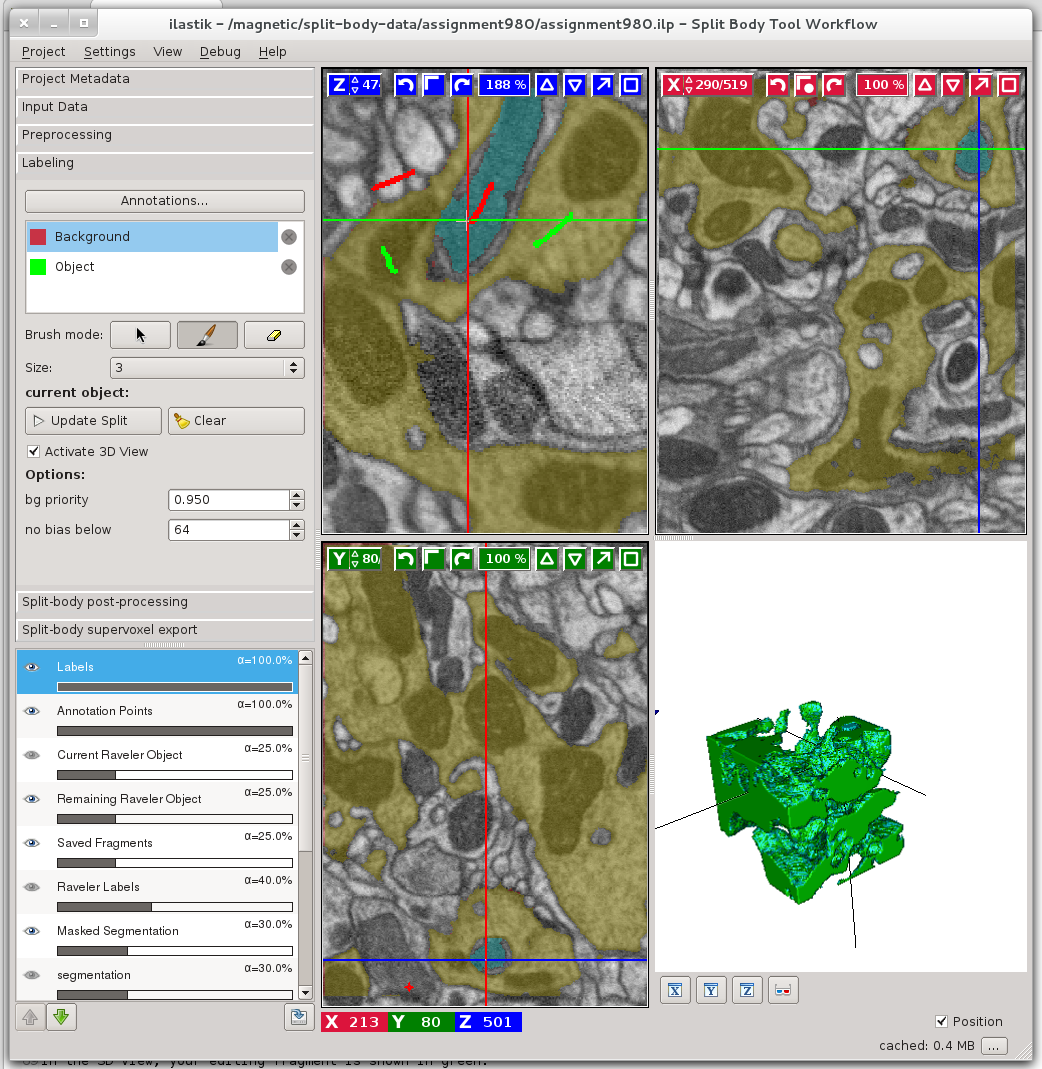 ilastik – /magnetic/split-body-data/assignment980/assignment980.ilp – Split Body Tool Workflow
Project Settings View Debug Help
Project Metadata
Input Data
Preprocessing
Labeling
Annotations...
Background
Object
Brush mode:
Size: 3
current object:
Update Split Clear
Activate 3D View
Options:
bg priority 0.950
no bias below 64
Split-body post-processing
Split-body supervoxel export
Labels α=100.0%
Annotation Points α=100.0%
Current Raveler Object α=25.0%
Remaining Raveler Object α=25.0%
Saved Fragments α=25.0%
Raveler Labels α=40.0%
Masked Segmentation α=30.0%
segmentation α=30.0%
Z 47 188 %
X 290/519 100 %
Y 80/ 100 %
X Y Z
X 213 Y 80 Z 501
Position
cached: 0.4 MB ...
in the 3D view, your editing fragment is shown in green.